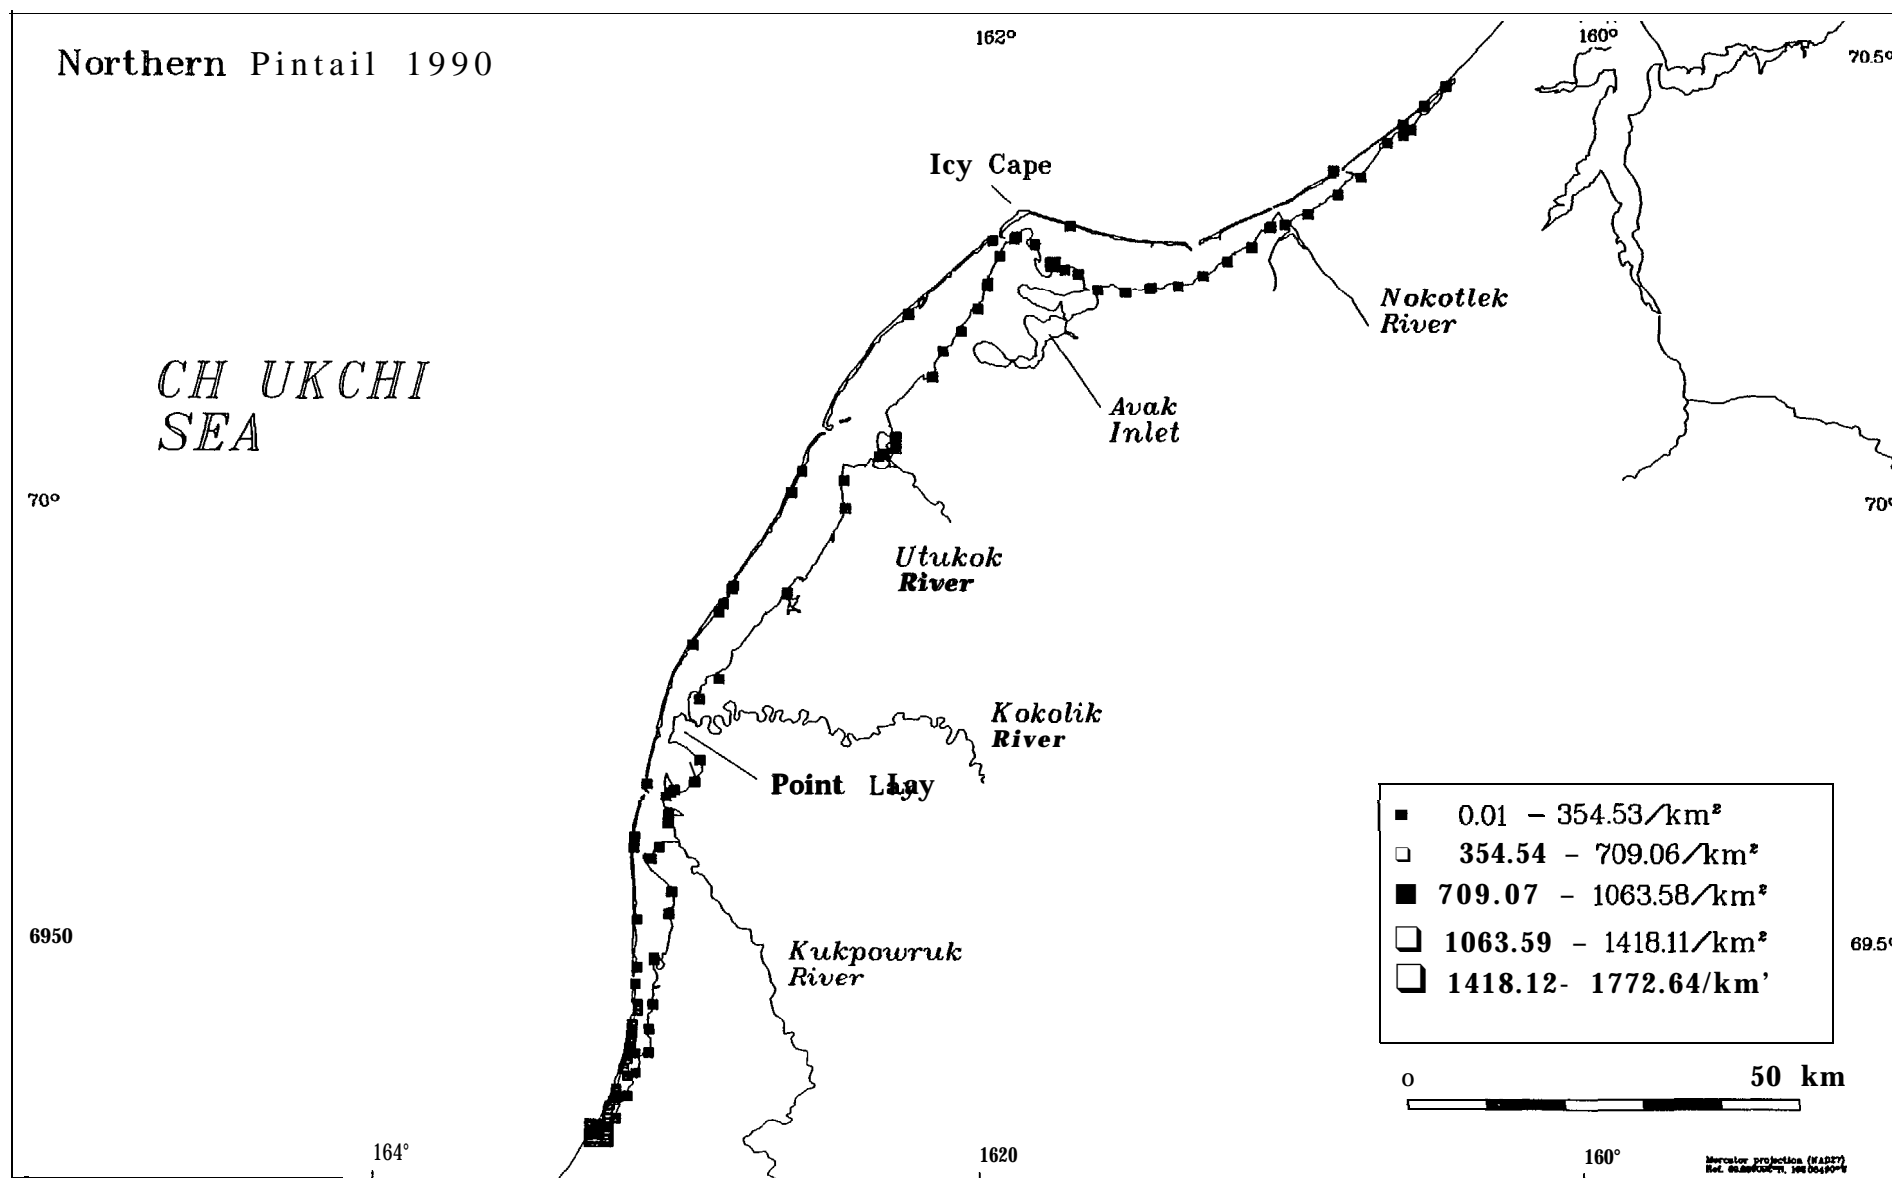 162° 160°
Northern Pintail 1990
70.5°
Icy Cape
Nokotlek
River
CH UKCHI
SEA
Avak
Inlet
70° 70°
Utukok
River
Kokolik
River
Point Lay
0.01 – 354.53/km²
354.54 – 709.06/km²
709.07 – 1063.58/km²
1063.59 – 1418.11/km²
1418.12- 1772.64/km'
6950 69.5°
Kukpowruk
River
o 50 km
164° 1620 160°
Mercator projection (NAD27)
Ref.